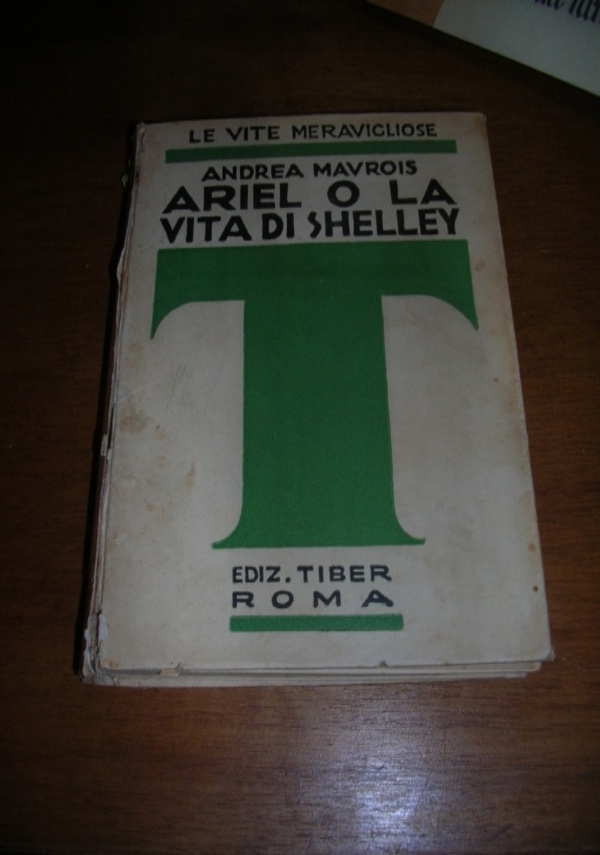 LE VITE MERAVIGLIOSE
ANDREA MAVROIS
ARIEL O LA
VITA DI SHELLEY
T
EDIZ. TIBER
ROMA